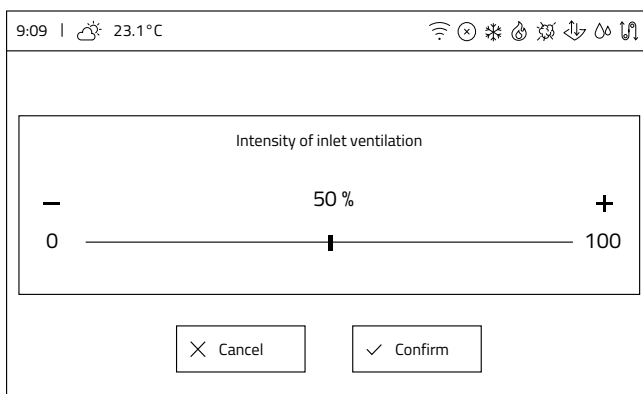 9:09 | 23.1°C
Intensity of inlet ventilation
50 %
0 100
Cancel Confirm